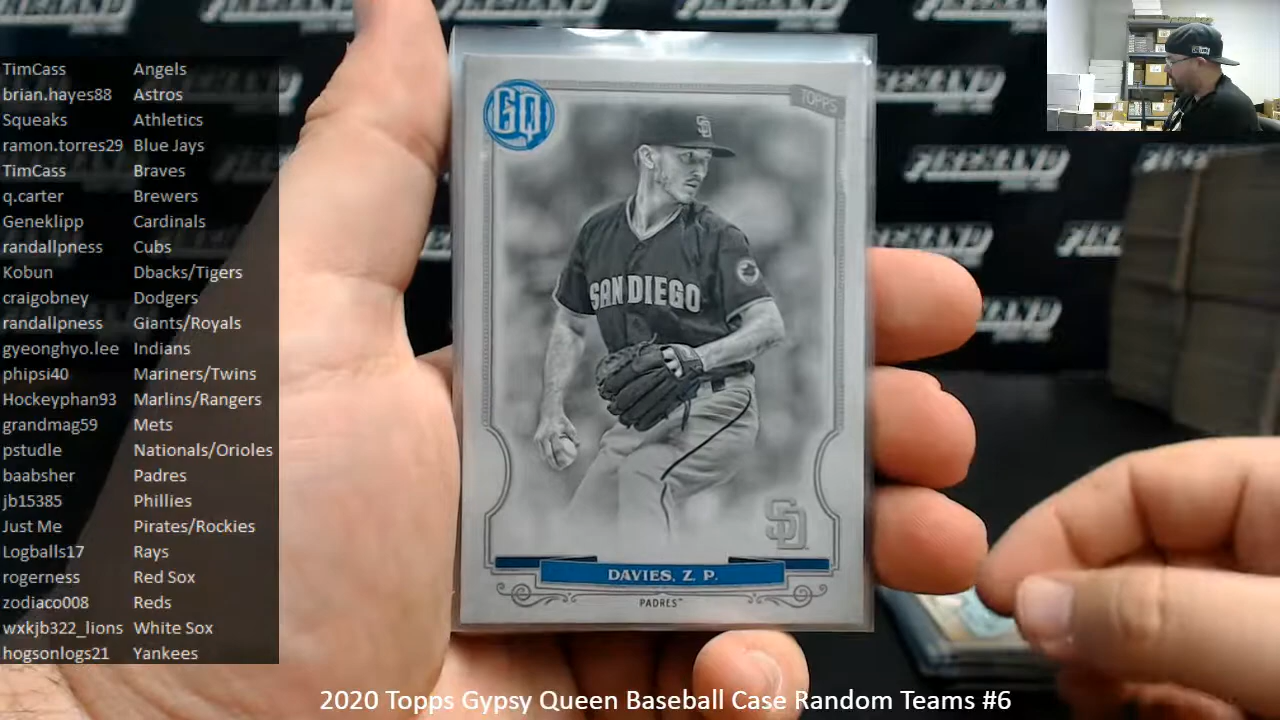 TimCass Angels
brian.hayes88 Astros
Squeaks Athletics
ramon.torres29 Blue Jays
TimCass Braves
q.carter Brewers
Geneklipp Cardinals
randallpness Cubs
Kobun Dbacks/Tigers
craigobney Dodgers
randallpness Giants/Royals
gyeonghyo.lee Indians
phipsi40 Mariners/Twins
Hockeyphan93 Marlins/Rangers
grandmag59 Mets
pstudle Nationals/Orioles
baabsher Padres
jb15385 Phillies
Just Me Pirates/Rockies
Logballs17 Rays
rogerness Red Sox
zodiaco008 Reds
wxkjb322_lions White Sox
hogsonlogs21 Yankees
GQ
TOPPS
SD
SAN DIEGO
SD
DAVIES, Z. P.
PADRES™
FIREHAND
2020 Topps Gypsy Queen Baseball Case Random Teams #6